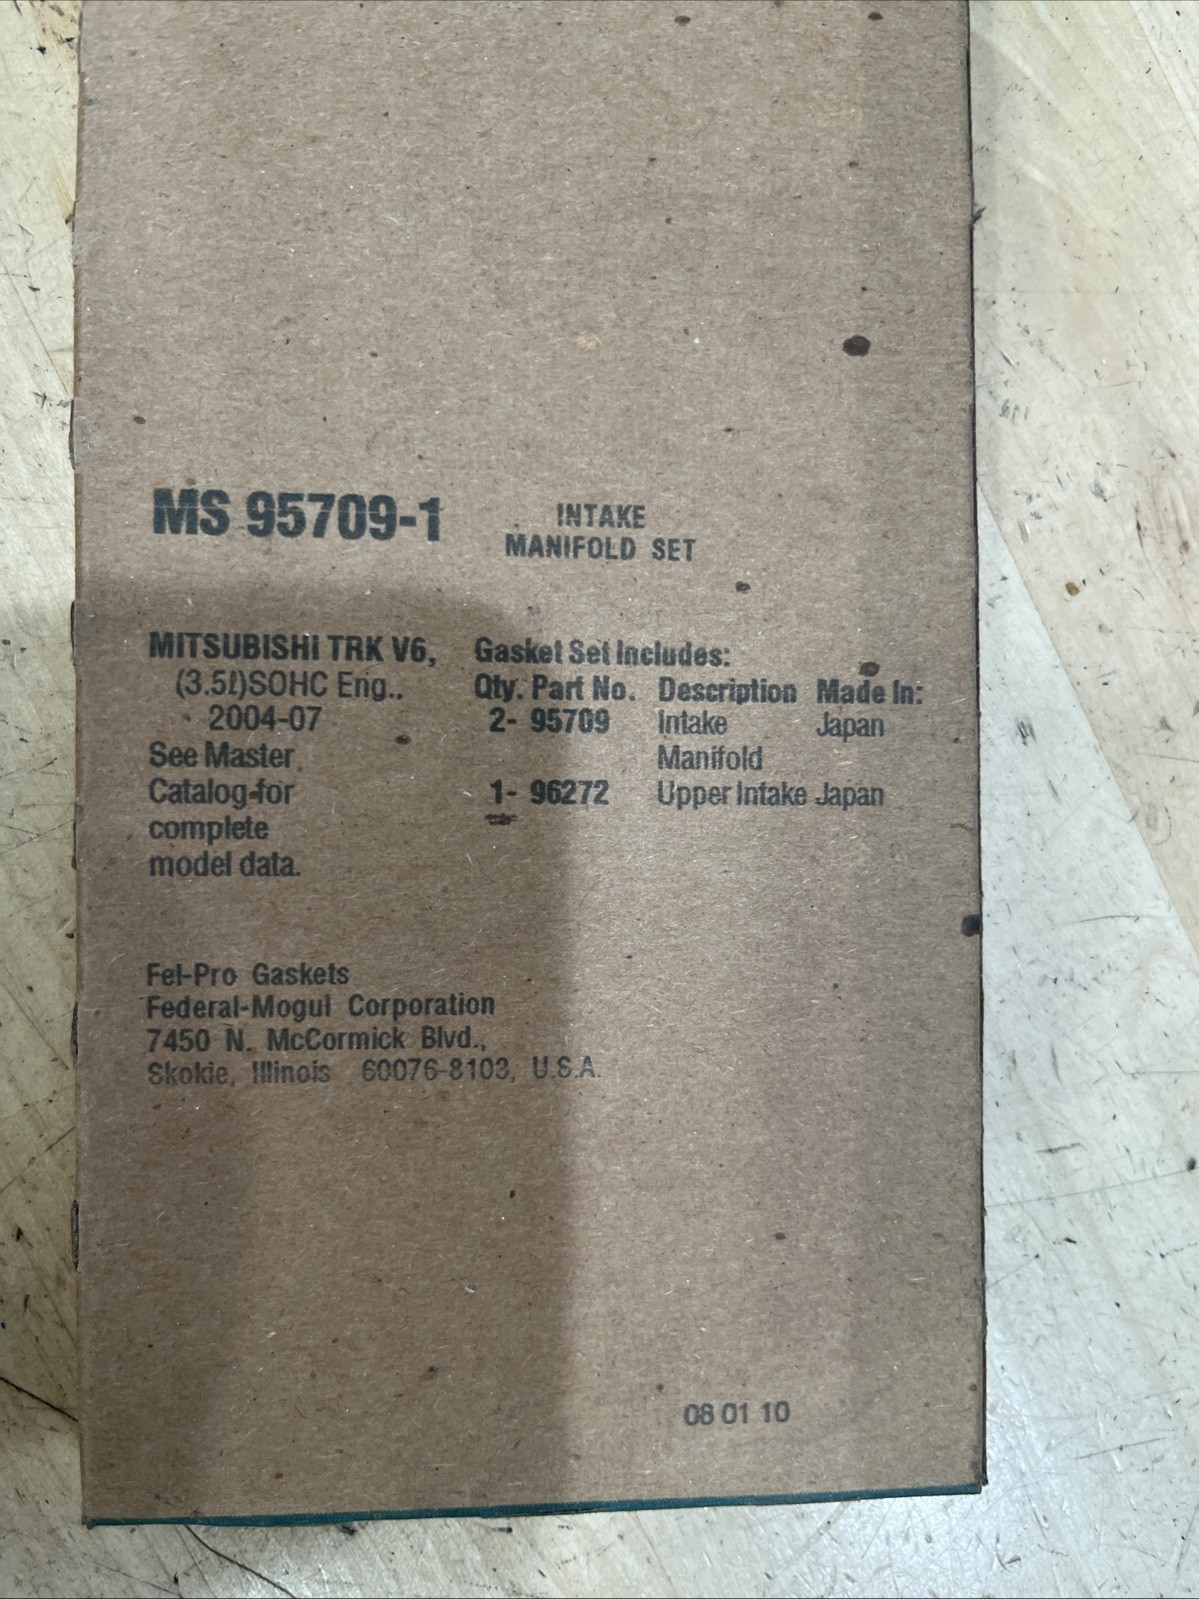 MS 95709-1
INTAKE
MANIFOLD SET
MITSUBISHI TRK V6,
(3.5ℓ)SOHC Eng..
2004-07
See Master
Catalog for
complete
model data.
Gasket Set Includes:
Qty. Part No. Description Made In:
2- 95709 Intake Japan
Manifold
1- 96272 Upper Intake Japan
Fel-Pro Gaskets
Federal-Mogul Corporation
7450 N. McCormick Blvd.,
Skokie, Illinois 60076-8103, U.S.A.
08 01 10